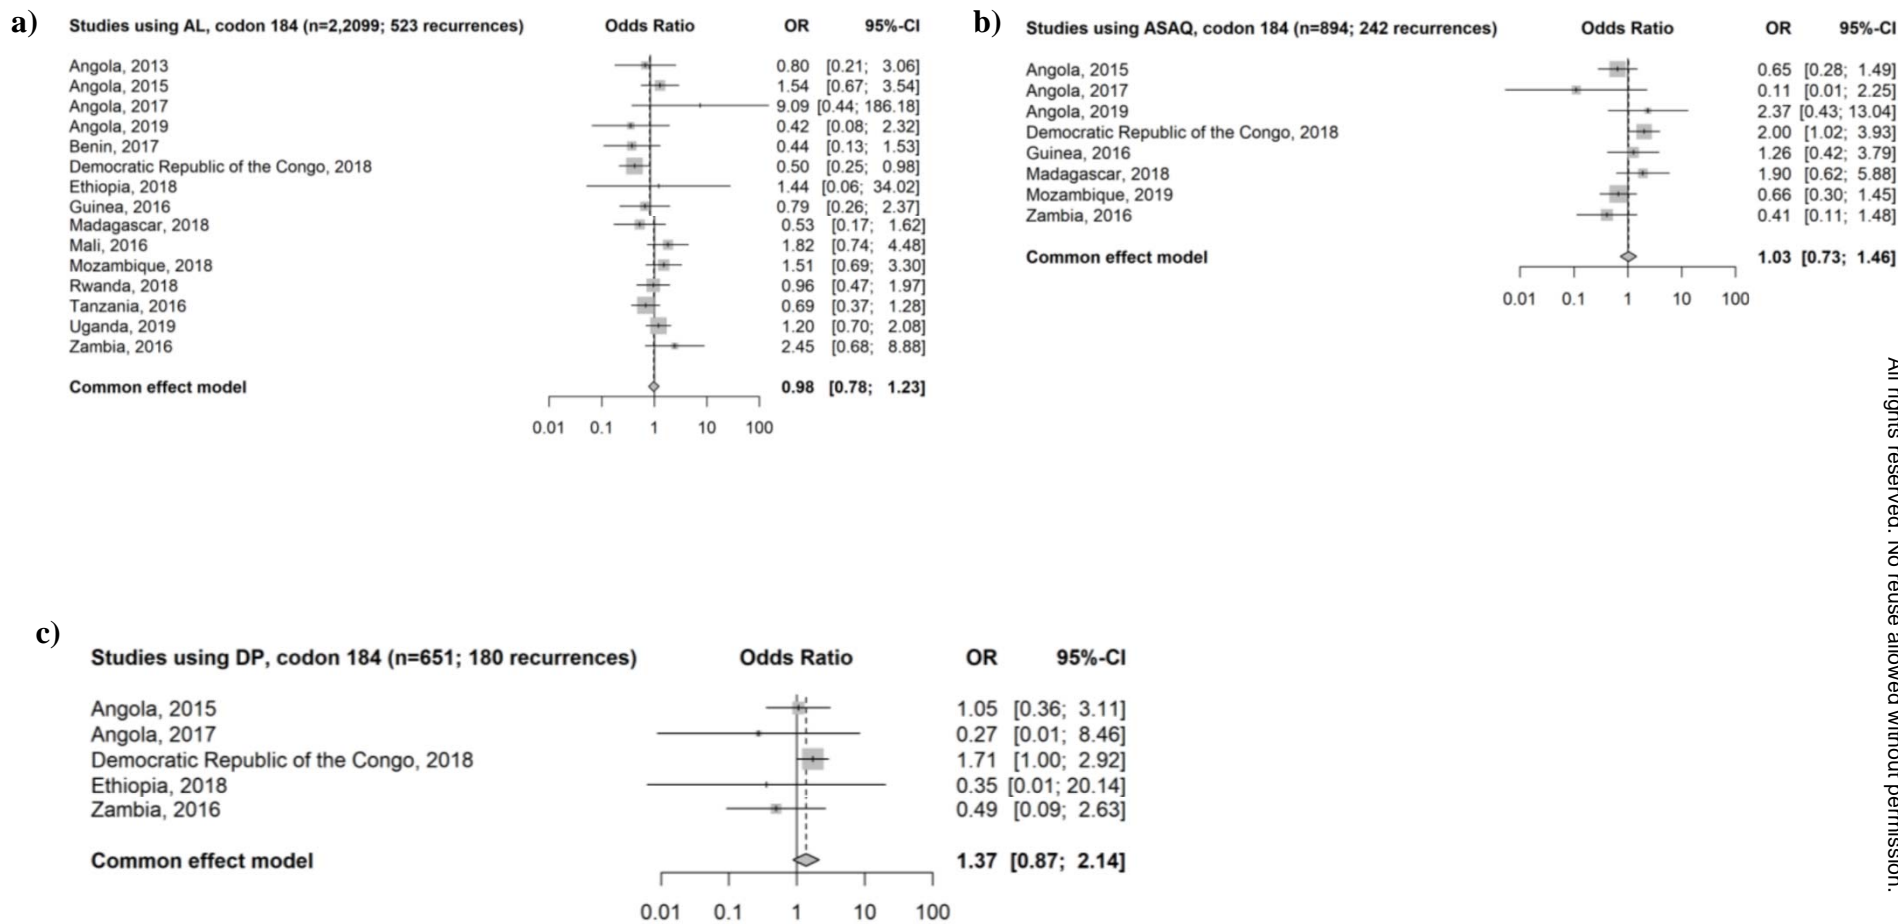 a)
Studies using AL, codon 184 (n=2,2099; 523 recurrences) Odds Ratio OR 95%-CI
Angola, 2013 0.80 [0.21; 3.06]
Angola, 2015 1.54 [0.67; 3.54]
Angola, 2017 9.09 [0.44; 186.18]
Angola, 2019 0.42 [0.08; 2.32]
Benin, 2017 0.44 [0.13; 1.53]
Democratic Republic of the Congo, 2018 0.50 [0.25; 0.98]
Ethiopia, 2018 1.44 [0.06; 34.02]
Guinea, 2016 0.79 [0.26; 2.37]
Madagascar, 2018 0.53 [0.17; 1.62]
Mali, 2016 1.82 [0.74; 4.48]
Mozambique, 2018 1.51 [0.69; 3.30]
Rwanda, 2018 0.96 [0.47; 1.97]
Tanzania, 2016 0.69 [0.37; 1.28]
Uganda, 2019 1.20 [0.70; 2.08]
Zambia, 2016 2.45 [0.68; 8.88]
Common effect model 0.98 [0.78; 1.23]
0.01 0.1 1 10 100
b)
Studies using ASAQ, codon 184 (n=894; 242 recurrences) Odds Ratio OR 95%-CI
Angola, 2015 0.65 [0.28; 1.49]
Angola, 2017 0.11 [0.01; 2.25]
Angola, 2019 2.37 [0.43; 13.04]
Democratic Republic of the Congo, 2018 2.00 [1.02; 3.93]
Guinea, 2016 1.26 [0.42; 3.79]
Madagascar, 2018 1.90 [0.62; 5.88]
Mozambique, 2019 0.66 [0.30; 1.45]
Zambia, 2016 0.41 [0.11; 1.48]
Common effect model 1.03 [0.73; 1.46]
0.01 0.1 1 10 100
c)
Studies using DP, codon 184 (n=651; 180 recurrences) Odds Ratio OR 95%-CI
Angola, 2015 1.05 [0.36; 3.11]
Angola, 2017 0.27 [0.01; 8.46]
Democratic Republic of the Congo, 2018 1.71 [1.00; 2.92]
Ethiopia, 2018 0.35 [0.01; 20.14]
Zambia, 2016 0.49 [0.09; 2.63]
Common effect model 1.37 [0.87; 2.14]
0.01 0.1 1 10 100
All rights reserved. No reuse allowed without permission.